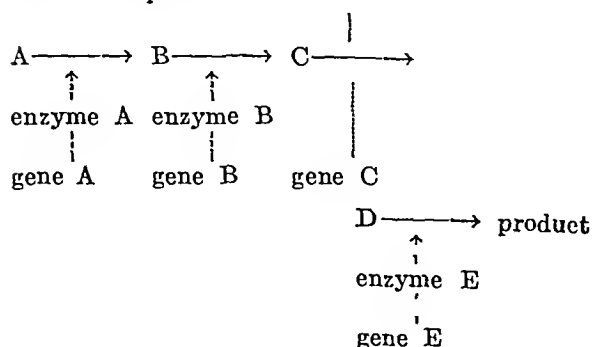 A B C
enzyme A enzyme B
gene A gene B gene C
D product
enzyme E
gene E